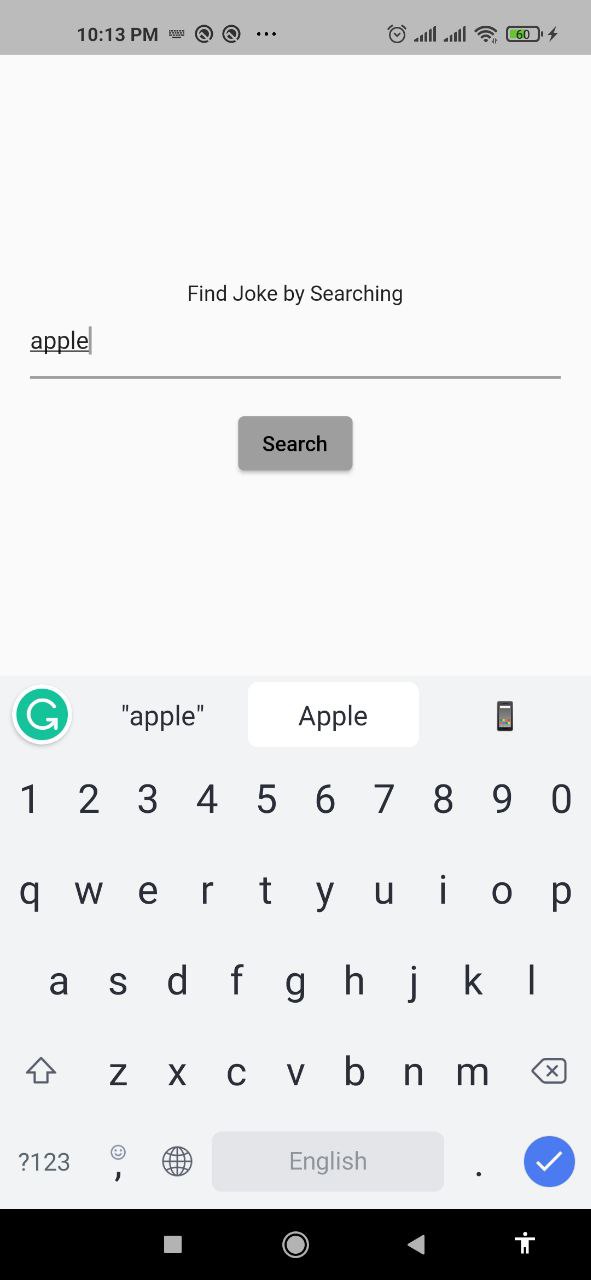 10:13 PM 60
Find Joke by Searching
apple
Search
"apple" Apple
1 2 3 4 5 6 7 8 9 0
q w e r t y u i o p
a s d f g h j k l
z x c v b n m
?123 , English .